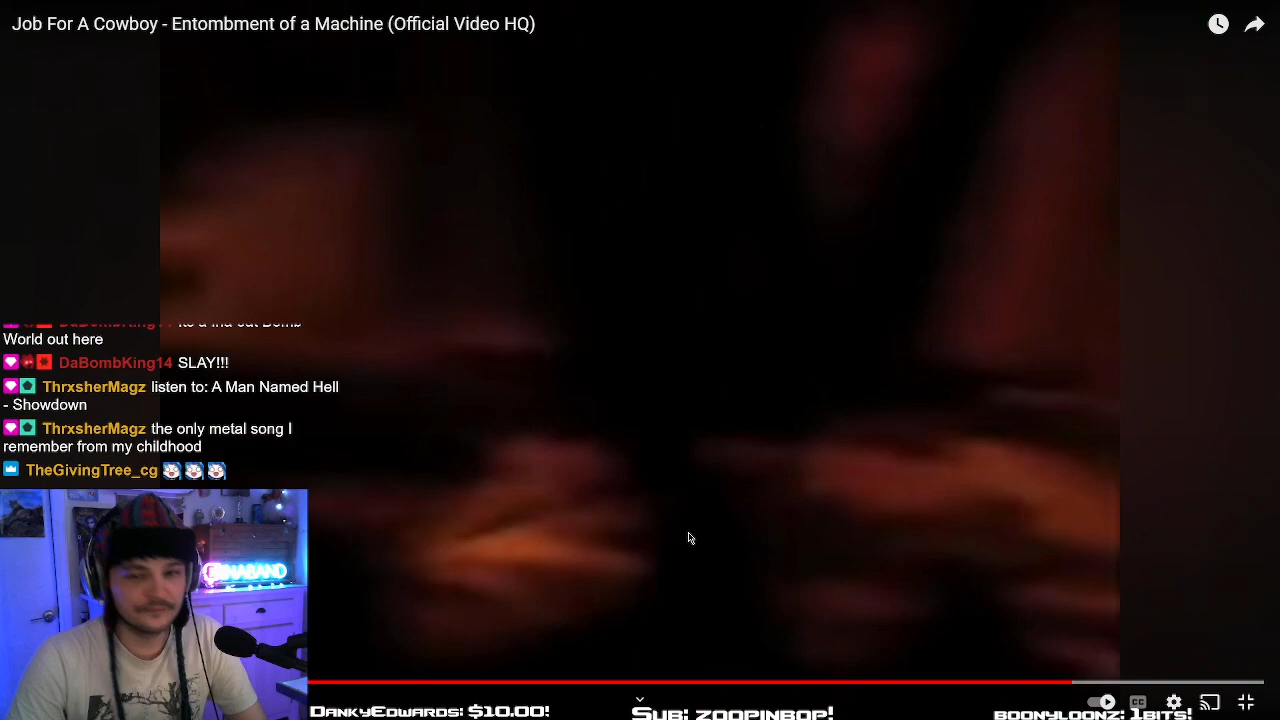 Job For A Cowboy - Entombment of a Machine (Official Video HQ)
World out here
DaBombKing14 SLAY!!!
ThrxsherMagz listen to: A Man Named Hell
- Showdown
ThrxsherMagz the only metal song I
remember from my childhood
TheGivingTree_cg
CC
DankyEdwards: $10.00!
Sub: zoopinbop!
boonyloonz: 1bits!